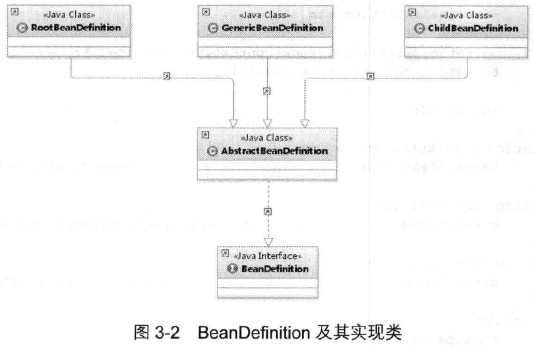 «Java Class»
RootBeanDefinition
«Java Class»
GenericBeanDefinition
«Java Class»
ChildBeanDefinition
«Java Class»
AbstractBeanDefinition
«Java Interface»
BeanDefinition
图 3-2 BeanDefinition 及其实现类